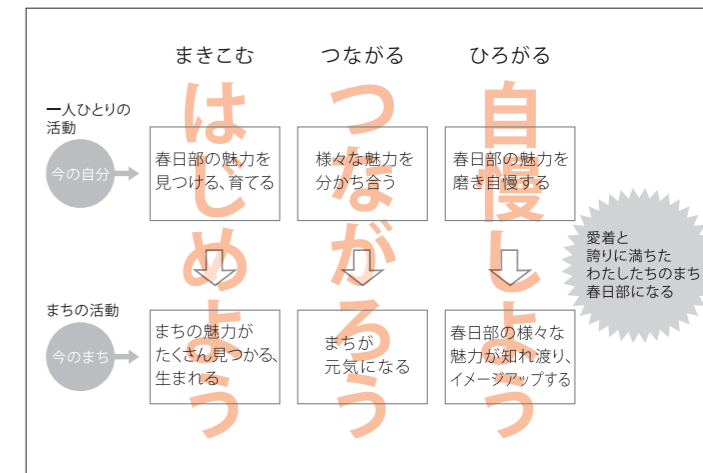 まきこむ
つながる
ひろがる
はじめよう
つながろう
自慢しよう
一人ひとりの
活動
今の自分
春日部の魅力を
見つける、育てる
様々な魅力を
分かち合う
春日部の魅力を
磨き自慢する
まちの活動
今のまち
まちの魅力が
たくさん見つかる、
生まれる
まちが
元気になる
春日部の様々な
魅力が知れ渡り、
イメージアップする
愛着と
誇りに満ちた
わたしたちのまち
春日部になる